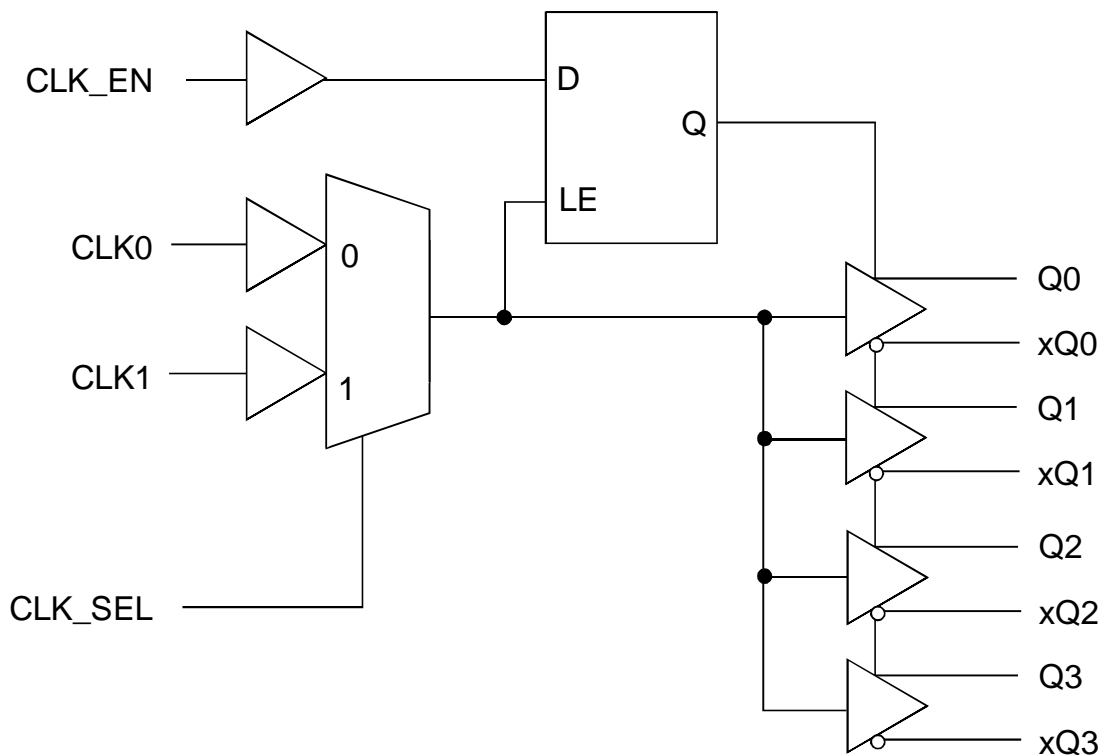 CLK_EN
D
Q
LE
CLK0
0
CLK1
1
CLK_SEL
Q0
xQ0
Q1
xQ1
Q2
xQ2
Q3
xQ3